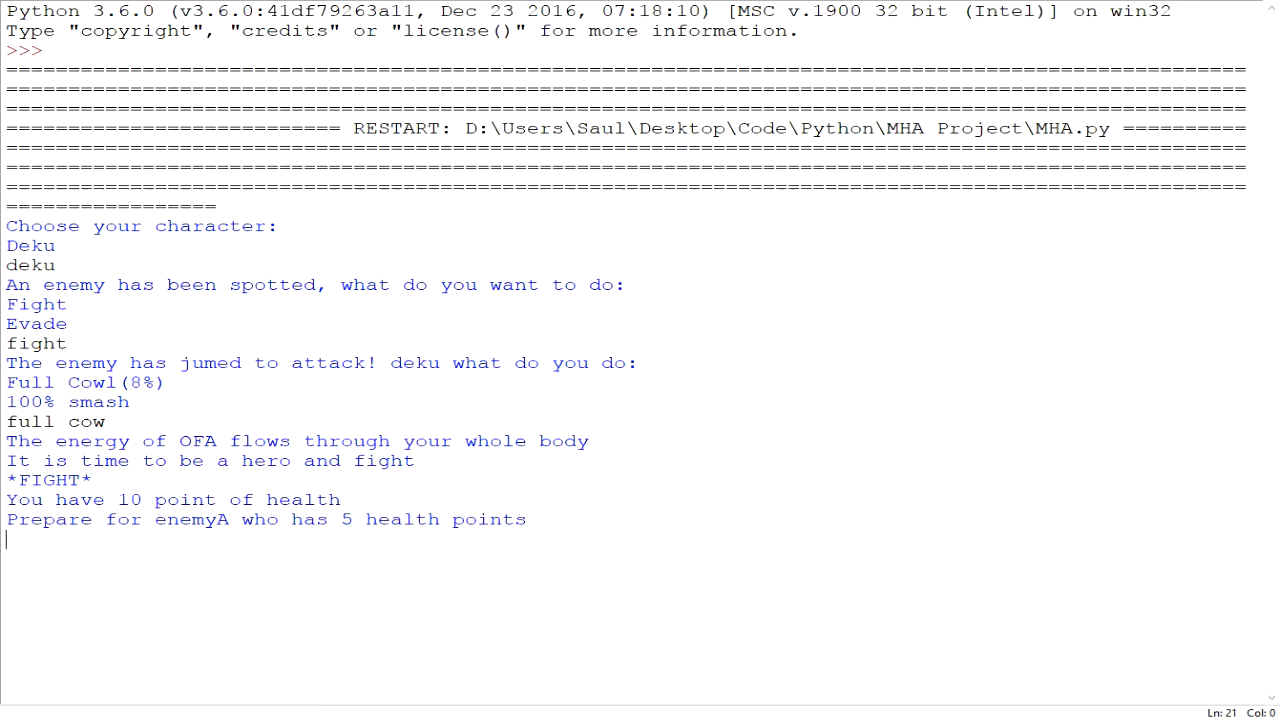 Python 3.6.0 (v3.6.0:41df79263a11, Dec 23 2016, 07:18:10) [MSC v.1900 32 bit (Intel)] on win32
Type "copyright", "credits" or "license()" for more information.
>>>
====================================================================================================
====================================================================================================
====================================================================================================
=========================== RESTART: D:\Users\Saul\Desktop\Code\Python\MHA Project\MHA.py ==========
====================================================================================================
====================================================================================================
====================================================================================================
=================
Choose your character:
Deku
deku
An enemy has been spotted, what do you want to do:
Fight
Evade
fight
The enemy has jumed to attack! deku what do you do:
Full Cowl(8%)
100% smash
full cow
The energy of OFA flows through your whole body
It is time to be a hero and fight
*FIGHT*
You have 10 point of health
Prepare for enemyA who has 5 health points
Ln: 21 Col: 0